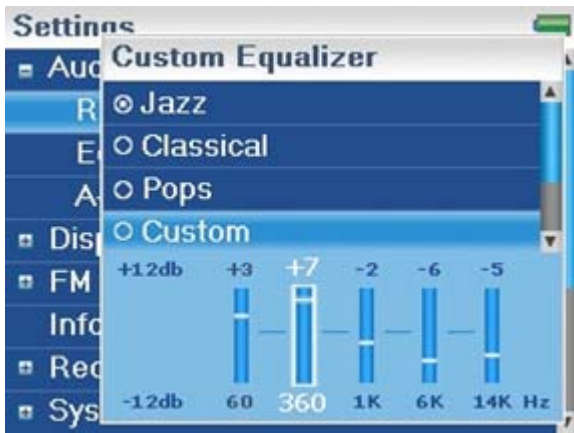 Settings
Custom Equalizer
Jazz
Classical
Pops
Custom
FM
+12db +3 +7 -2 -6 -5
-12db 60 360 1K 6K 14K Hz